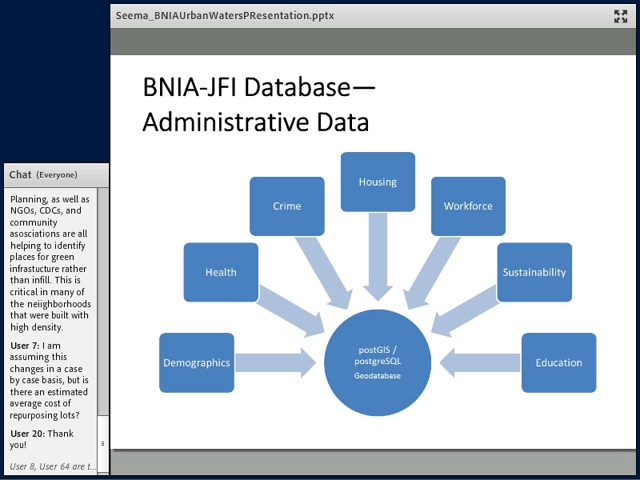 Seema_BNIAUrbanWatersPResentation.pptx
BNIA-JFI Database—
Administrative Data
Housing
Crime
Workforce
Health
Sustainability
Demographics
Education
postGIS /
postgreSQL
Geodatabase
Chat (Everyone)
Planning, as well as
NGOs, CDCs, and
community
asosciations are all
helping to identify
places for green
infrastucture rather
than infill. This is
critical in many of
the neiighborhoods
that were built with
high density.
User 7: I am
assuming this
changes in a case
by case basis, but is
there an estimated
average cost of
repurposing lots?
User 20: Thank
you!
User 8, User 64 are t...